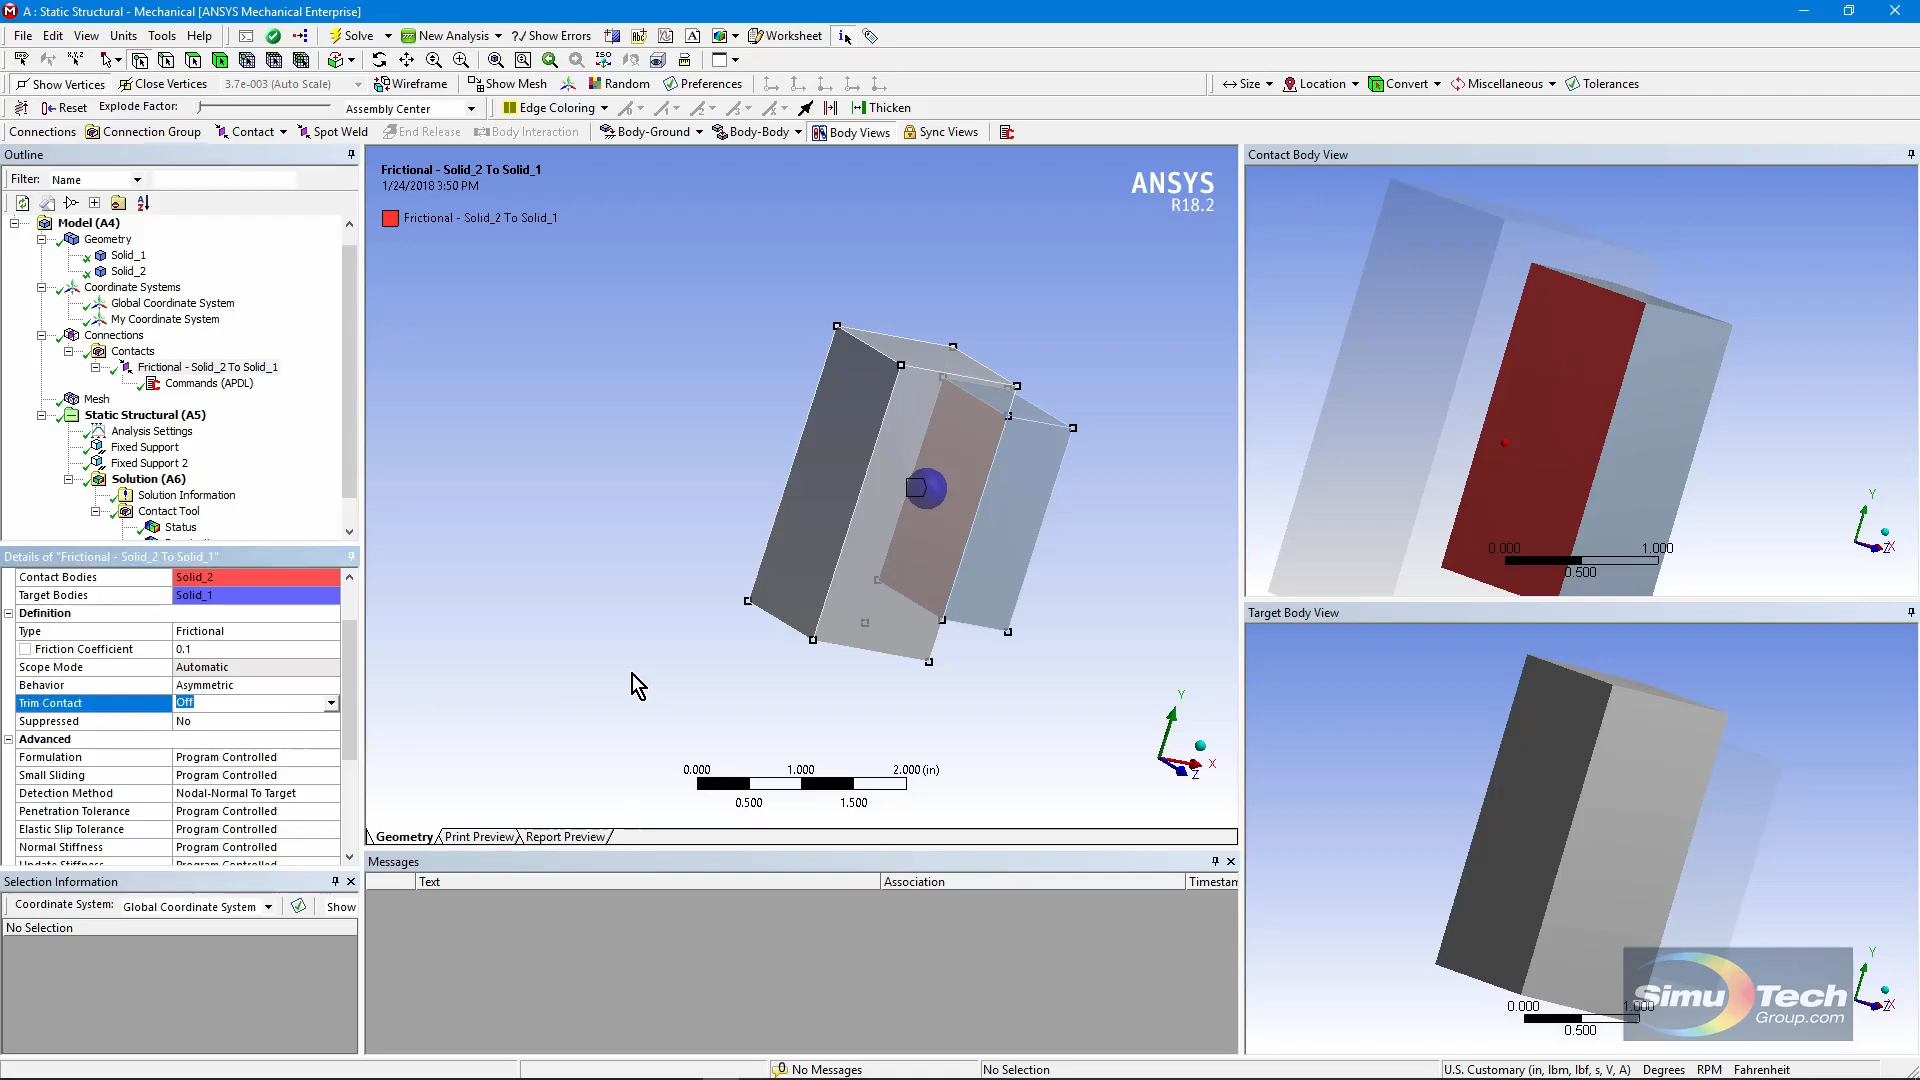 A : Static Structural - Mechanical [ANSYS Mechanical Enterprise]
File Edit View Units Tools Help Solve New Analysis ?/ Show Errors Worksheet
Show Vertices Close Vertices 3.7e-003 (Auto Scale) Wireframe Show Mesh Random Preferences Size Location Convert Miscellaneous Tolerances
Reset Explode Factor: Assembly Center Edge Coloring Thicken
Connections Connection Group Contact Spot Weld End Release Body Interaction Body-Ground Body-Body Body Views Sync Views
Outline
Filter: Name
Model (A4)
Geometry
Solid_1
Solid_2
Coordinate Systems
Global Coordinate System
My Coordinate System
Connections
Contacts
Frictional - Solid_2 To Solid_1
Commands (APDL)
Mesh
Static Structural (A5)
Analysis Settings
Fixed Support
Fixed Support 2
Solution (A6)
Solution Information
Contact Tool
Status
Details of "Frictional - Solid_2 To Solid_1"
Contact Bodies Solid_2
Target Bodies Solid_1
Definition
Type Frictional
Friction Coefficient 0.1
Scope Mode Automatic
Behavior Asymmetric
Trim Contact Off
Suppressed No
Advanced
Formulation Program Controlled
Small Sliding Program Controlled
Detection Method Nodal-Normal To Target
Penetration Tolerance Program Controlled
Elastic Slip Tolerance Program Controlled
Normal Stiffness Program Controlled
Update Stiffness Program Controlled
Selection Information
Coordinate System: Global Coordinate System Show
No Selection
Frictional - Solid_2 To Solid_1
1/24/2018 3:50 PM
Frictional - Solid_2 To Solid_1
ANSYS
R18.2
Y
X
Z
0.000 1.000 2.000 (in)
0.500 1.500
Geometry Print Preview Report Preview
Messages
Text Association Timestam
Contact Body View
0.000 1.000
0.500
Y
X
Z
Target Body View
0.000 1.000
0.500
Y
X
Z
SimuTech
Group.com
0 No Messages No Selection U.S. Customary (in, lbm, lbf, s, V, A) Degrees RPM Fahrenheit